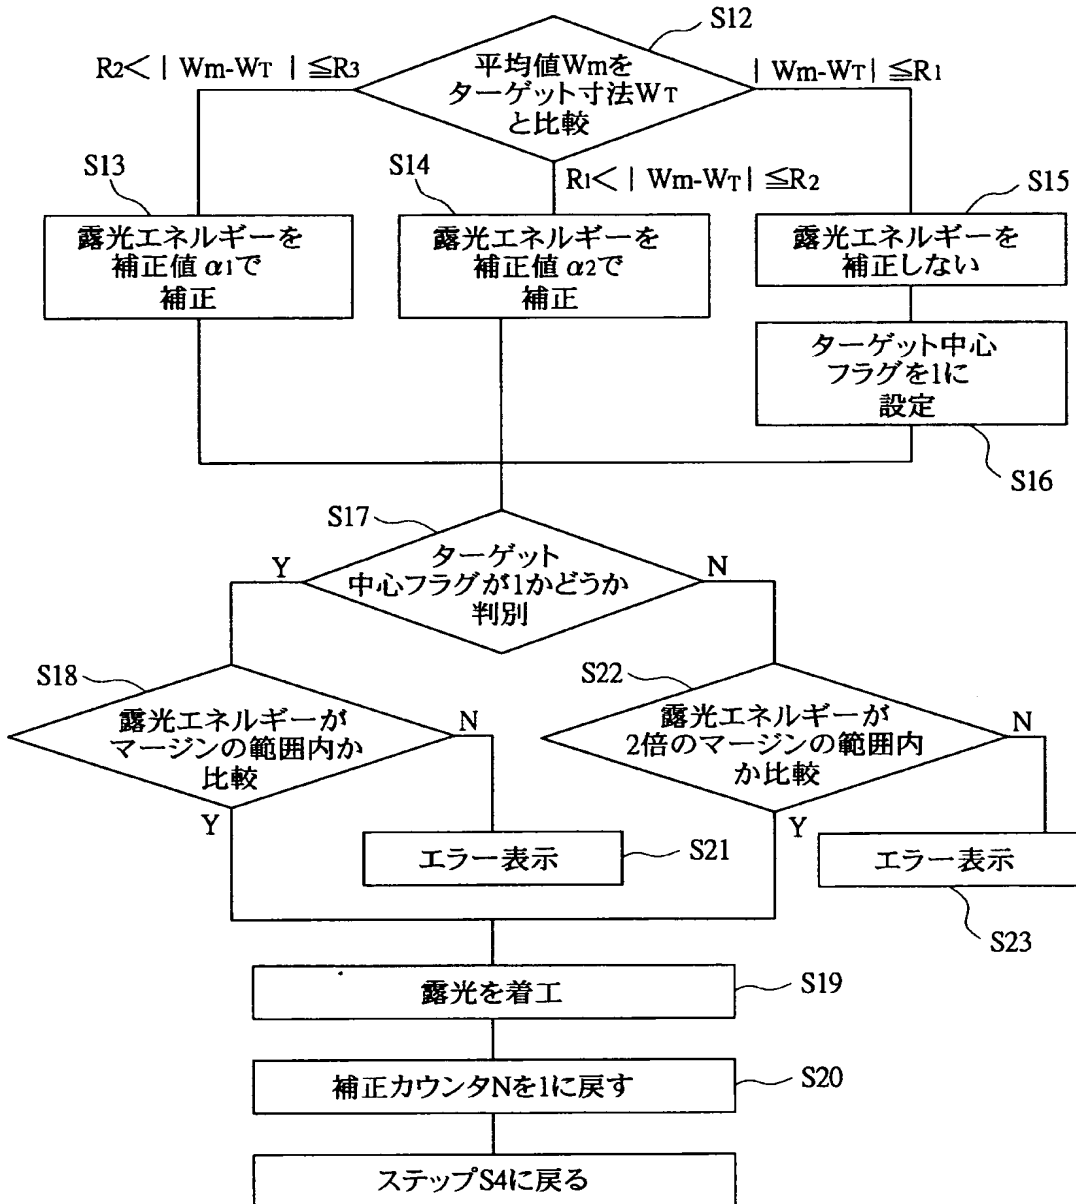 S12
平均値Wmを
ターゲット寸法WT
と比較
R2<|Wm-WT|≦R3
|Wm-WT|≦R1
R1<|Wm-WT|≦R2
S13
露光エネルギーを
補正値α1で
補正
S14
露光エネルギーを
補正値α2で
補正
S15
露光エネルギーを
補正しない
ターゲット中心
フラグを1に
設定
S16
S17
ターゲット
中心フラグが1かどうか
判別
Y
N
S18
露光エネルギーが
マージンの範囲内か
比較
N
Y
S22
露光エネルギーが
2倍のマージンの範囲内
か比較
N
Y
エラー表示
S21
エラー表示
S23
露光を着工
S19
補正カウンタNを1に戻す
S20
ステップS4に戻る